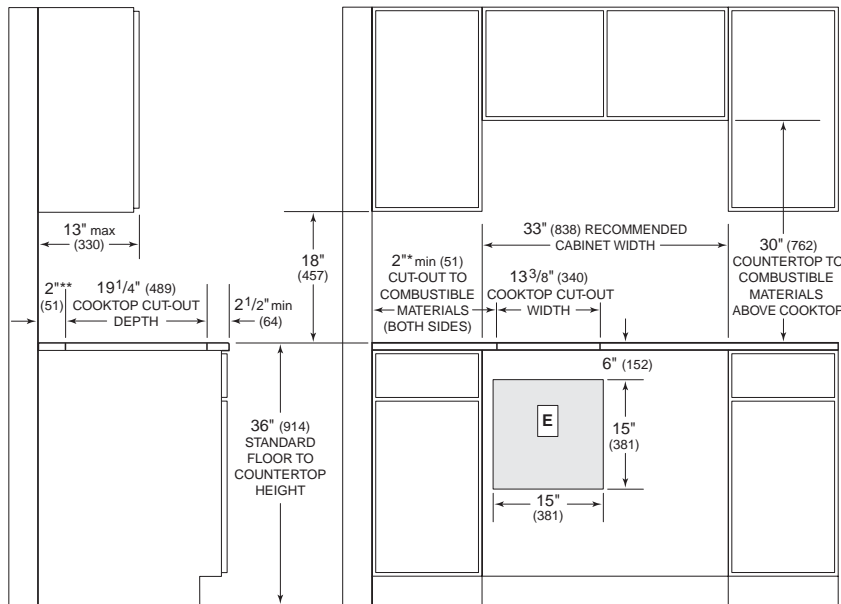 13" max
(330)
18"
(457)
2"**
(51)
19 1/4" (489)
COOKTOP CUT-OUT
DEPTH
2 1/2" min
(64)
36" (914)
STANDARD
FLOOR TO
COUNTERTOP
HEIGHT
33" (838) RECOMMENDED
CABINET WIDTH
2"* min (51)
CUT-OUT TO
COMBUSTIBLE
MATERIALS
(BOTH SIDES)
13 3/8" (340)
COOKTOP CUT-OUT
WIDTH
30" (762)
COUNTERTOP TO
COMBUSTIBLE
MATERIALS
ABOVE COOKTOP
6" (152)
E
15"
(381)
15"
(381)